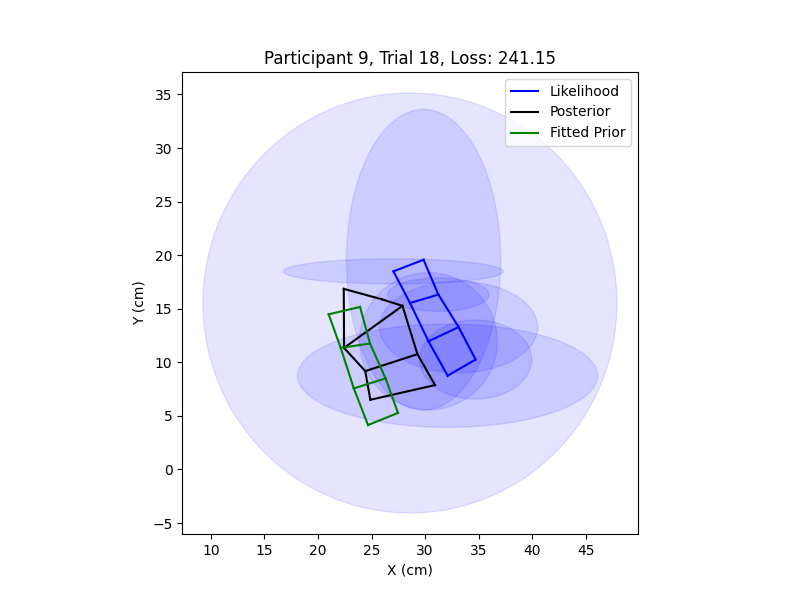 Participant 9, Trial 18, Loss: 241.15
Likelihood
Posterior
Fitted Prior
Y (cm)
35
30
25
20
15
10
5
0
−5
10 15 20 25 30 35 40 45
X (cm)